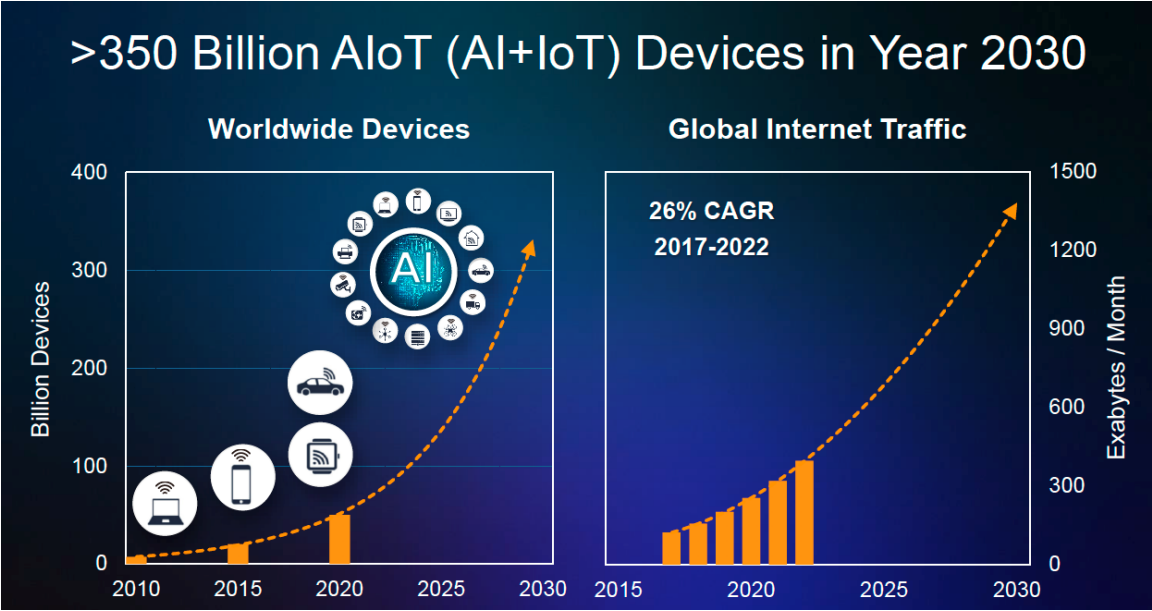 >350 Billion AIoT (AI+IoT) Devices in Year 2030
Worldwide Devices
400
300
200
100
0
Billion Devices
2010 2015 2020 2025 2030
AI
Global Internet Traffic
26% CAGR
2017-2022
1500
1200
900
600
300
0
Exabytes / Month
2015 2020 2025 2030